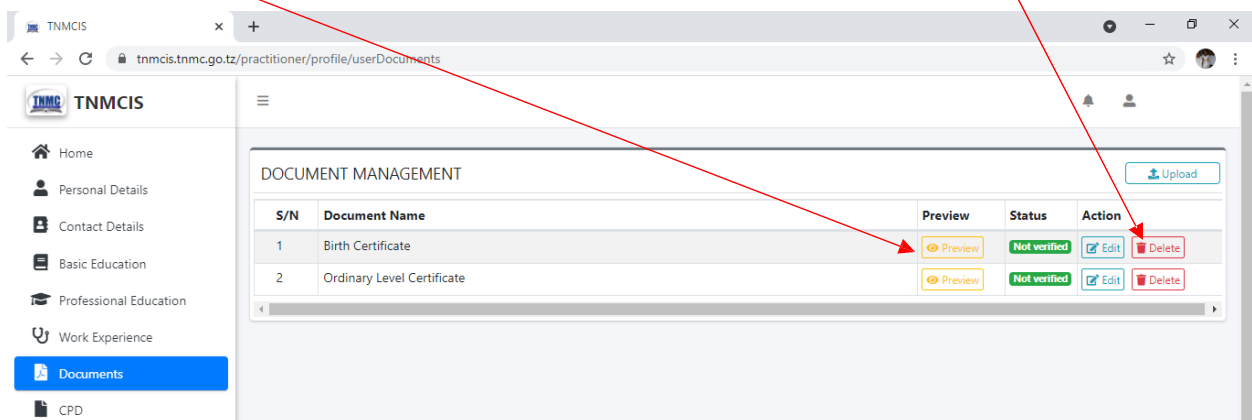 TNMCIS
tnmcis.tnmc.go.tz/practitioner/profile/userDocuments
TNMC TNMCIS
Home
Personal Details
Contact Details
Basic Education
Professional Education
Work Experience
Documents
CPD
DOCUMENT MANAGEMENT Upload
S/N Document Name Preview Status Action
1 Birth Certificate Preview Not verified Edit Delete
2 Ordinary Level Certificate Preview Not verified Edit Delete